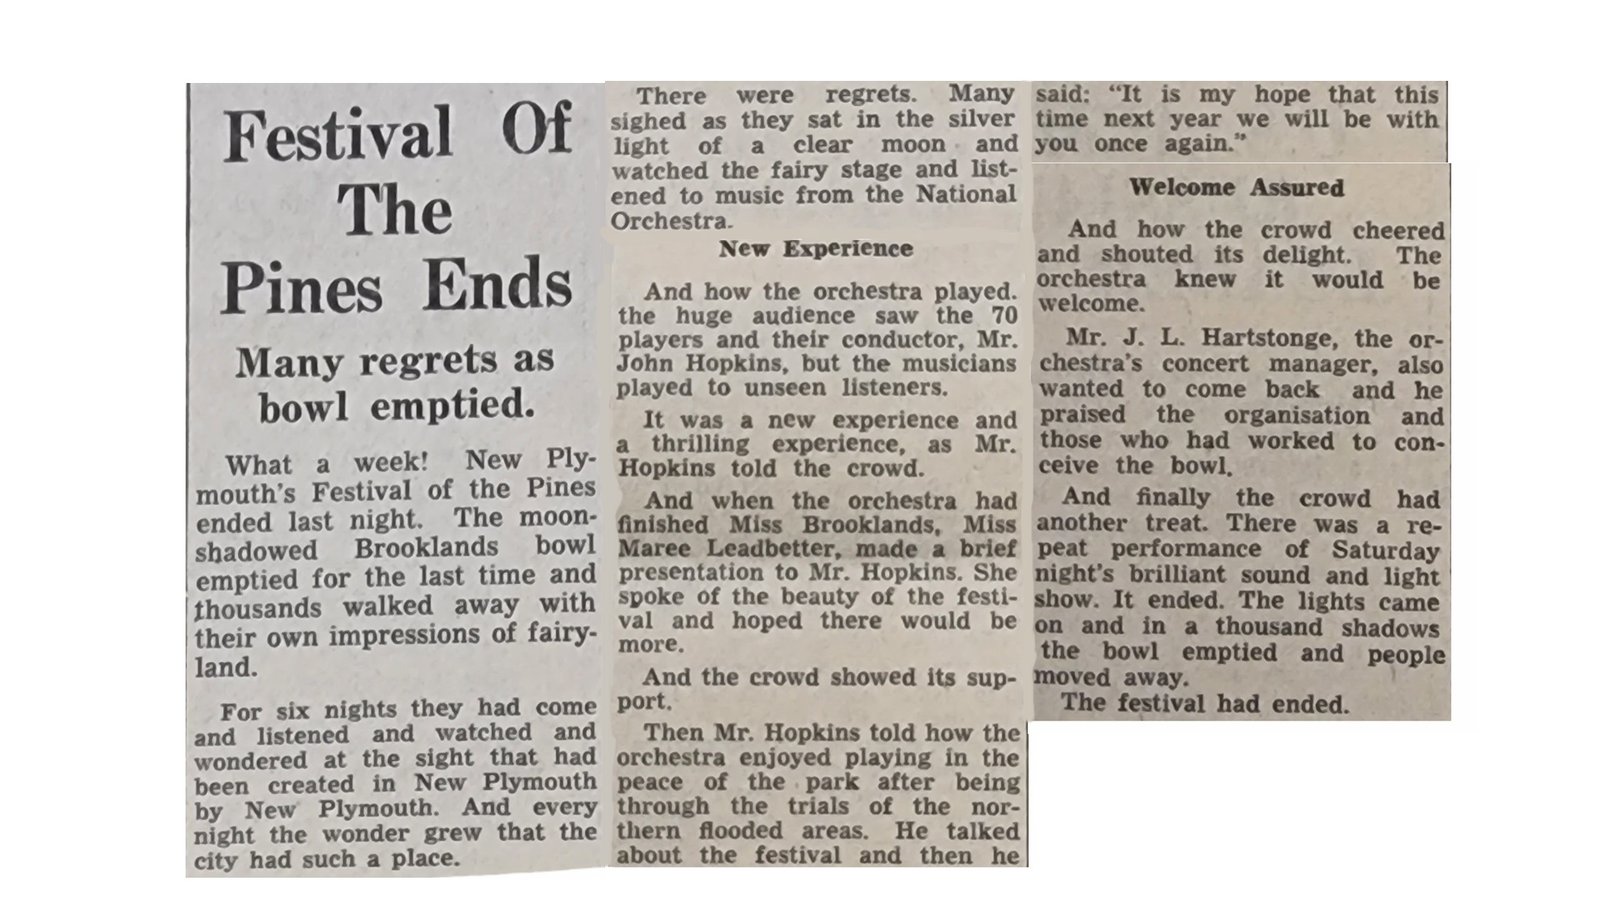 Festival Of
The
Pines Ends
Many regrets as
bowl emptied.
What a week! New Ply-
mouth's Festival of the Pines
ended last night. The moon-
shadowed Brooklands bowl
emptied for the last time and
thousands walked away with
their own impressions of fairy-
land.
For six nights they had come
and listened and watched and
wondered at the sight that had
been created in New Plymouth
by New Plymouth. And every
night the wonder grew that the
city had such a place.
There were regrets. Many
sighed as they sat in the silver
light of a clear moon and
watched the fairy stage and list-
ened to music from the National
Orchestra.
New Experience
And how the orchestra played.
the huge audience saw the 70
players and their conductor, Mr.
John Hopkins, but the musicians
played to unseen listeners.
It was a new experience and
a thrilling experience, as Mr.
Hopkins told the crowd.
And when the orchestra had
finished Miss Brooklands, Miss
Maree Leadbetter, made a brief
presentation to Mr. Hopkins. She
spoke of the beauty of the festi-
val and hoped there would be
more.
And the crowd showed its sup-
port.
Then Mr. Hopkins told how the
orchestra enjoyed playing in the
peace of the park after being
through the trials of the nor-
thern flooded areas. He talked
about the festival and then he
said: "It is my hope that this
time next year we will be with
you once again."
Welcome Assured
And how the crowd cheered
and shouted its delight. The
orchestra knew it would be
welcome.
Mr. J. L. Hartstonge, the or-
chestra's concert manager, also
wanted to come back and he
praised the organisation and
those who had worked to con-
ceive the bowl.
And finally the crowd had
another treat. There was a re-
peat performance of Saturday
night's brilliant sound and light
show. It ended. The lights came
on and in a thousand shadows
the bowl emptied and people
moved away.
The festival had ended.